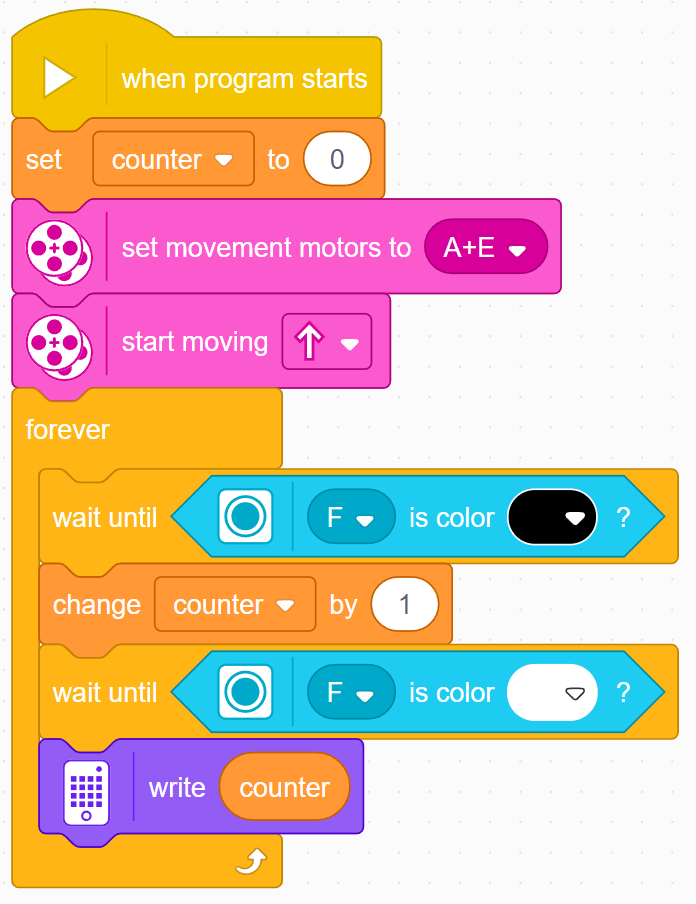 when program starts
set counter to 0
set movement motors to A+E
start moving
forever
wait until F is color ?
change counter by 1
wait until F is color ?
write counter